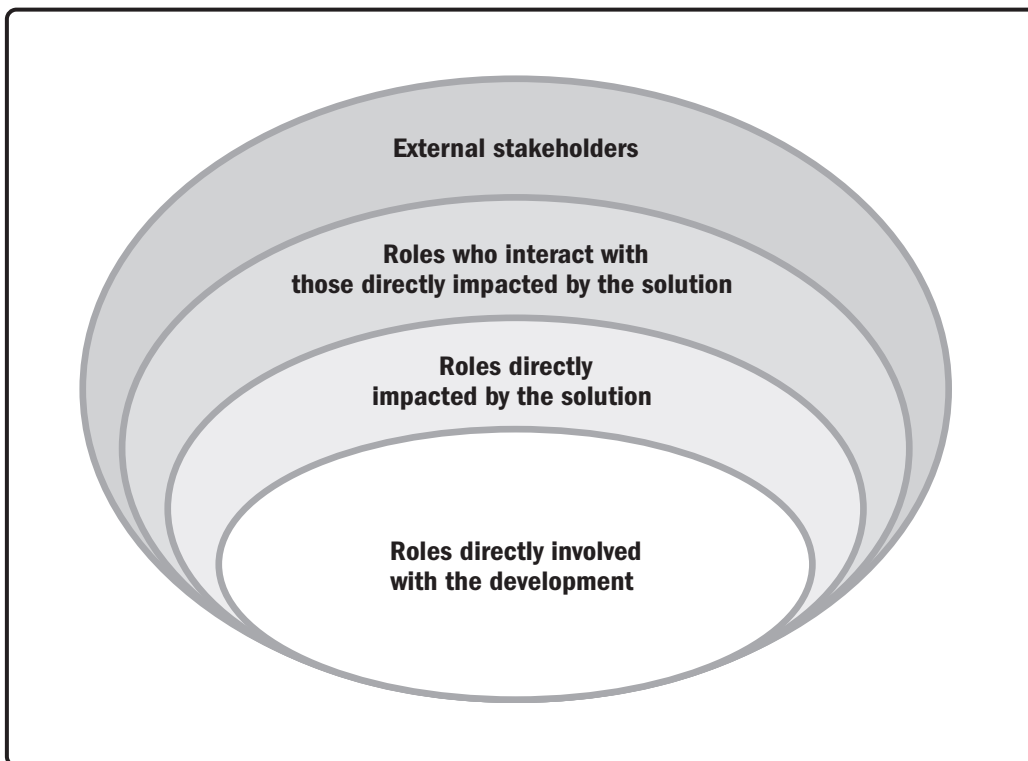 External stakeholders
Roles who interact with
those directly impacted by the solution
Roles directly
impacted by the solution
Roles directly involved
with the development